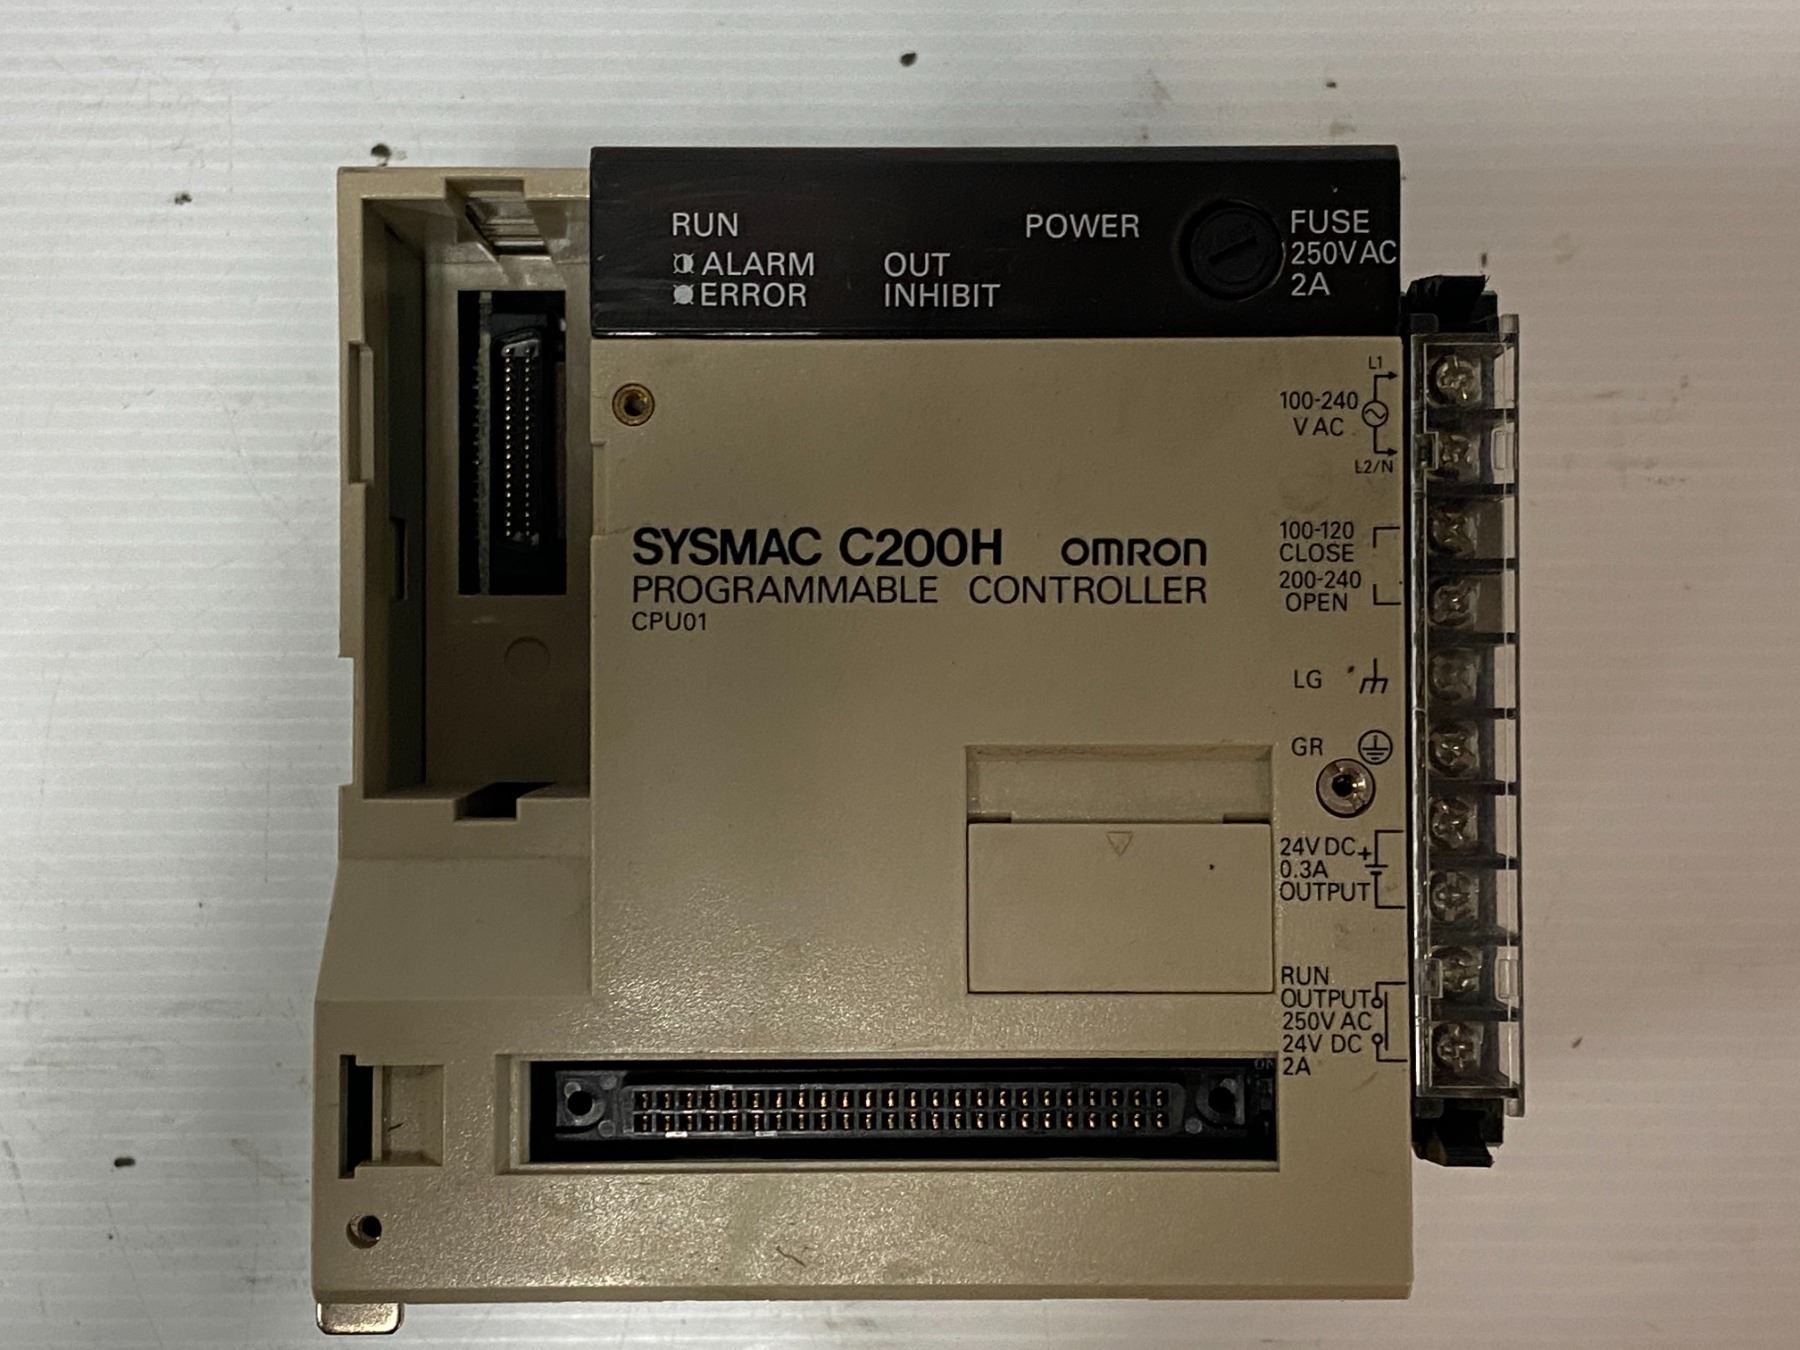 RUN
ALARM
ERROR
OUT
INHIBIT
POWER
FUSE
250V AC
2A
L1
100-240
V AC
L2/N
SYSMAC C200H omron
PROGRAMMABLE CONTROLLER
CPU01
100-120
CLOSE
200-240
OPEN
LG
GR
24V DC +
0.3A
OUTPUT
RUN
OUTPUT
250V AC
24V DC
2A